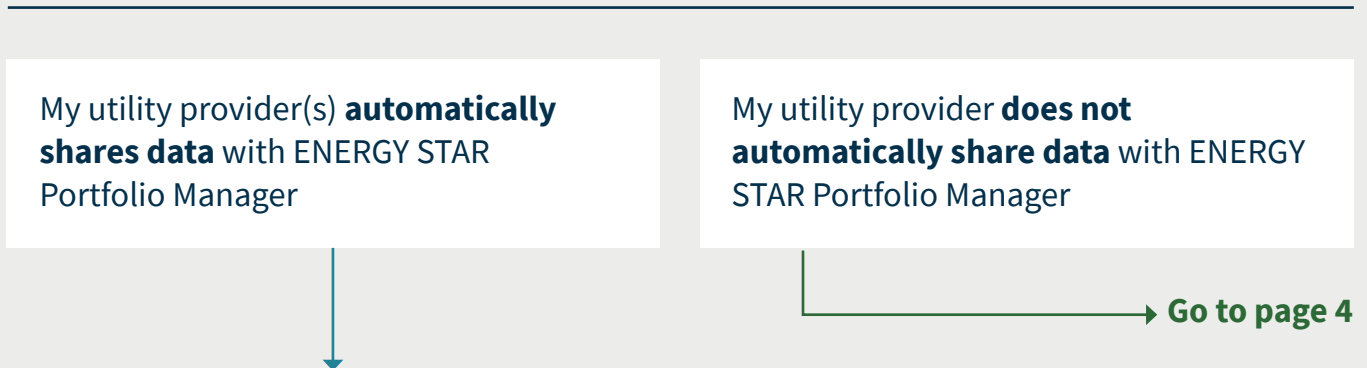 My utility provider(s) automatically
shares data with ENERGY STAR
Portfolio Manager
My utility provider does not
automatically share data with ENERGY
STAR Portfolio Manager
Go to page 4